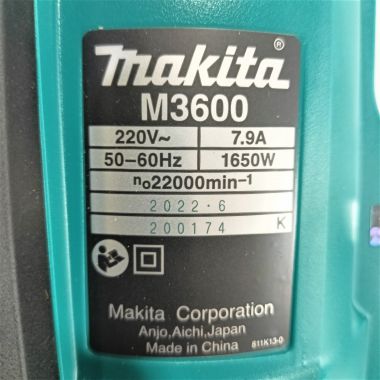 makita®
M3600
220V~ 7.9A
50-60Hz 1650W
n₀22000min⁻¹
2022.6
200174 K
Makita Corporation
Anjo,Aichi,Japan
Made in China 811K13-0